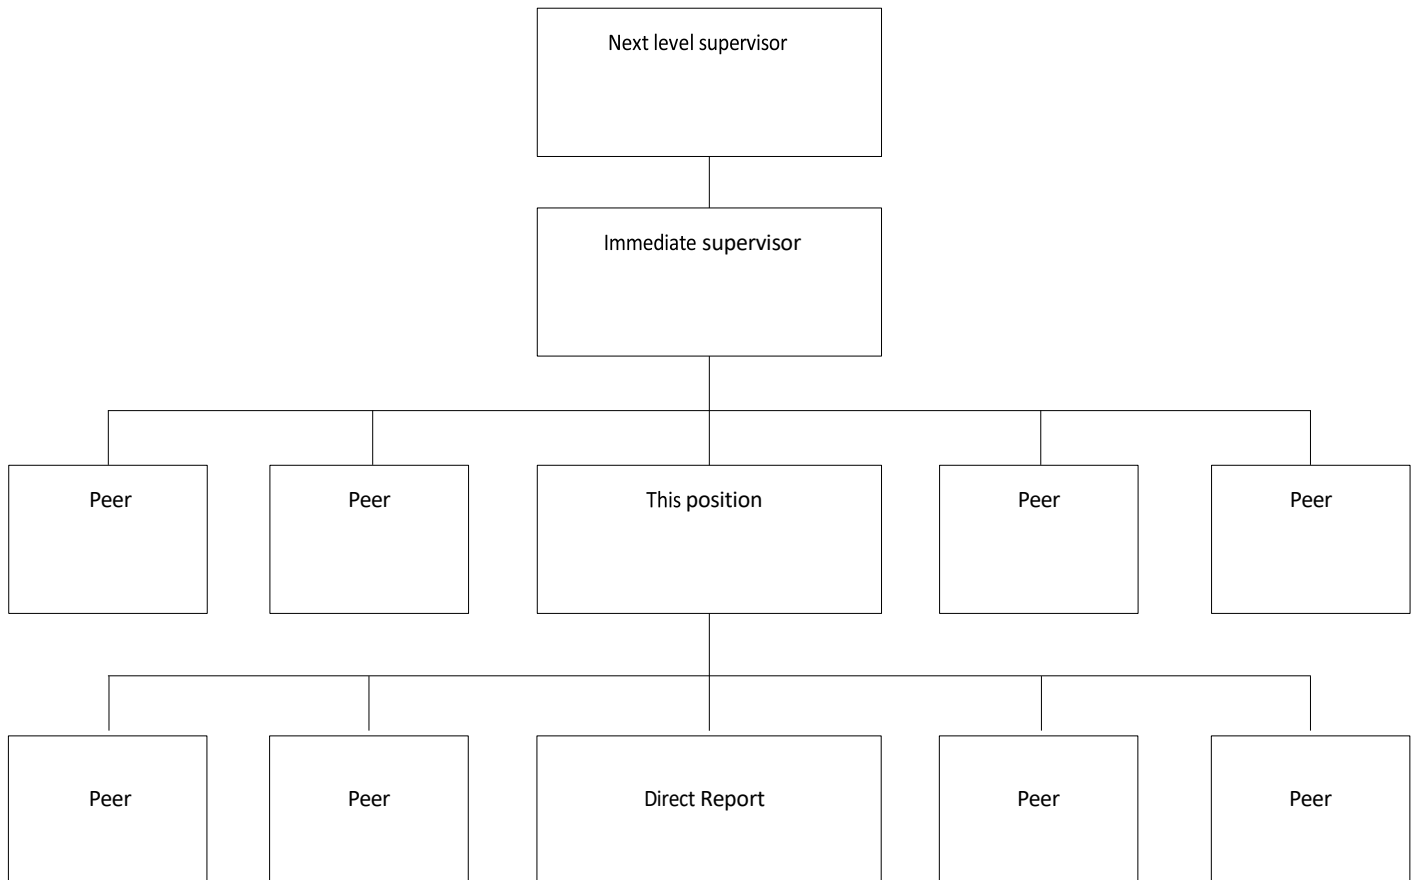 Next level supervisor
Immediate supervisor
Peer
Peer
This position
Peer
Peer
Peer
Peer
Direct Report
Peer
Peer